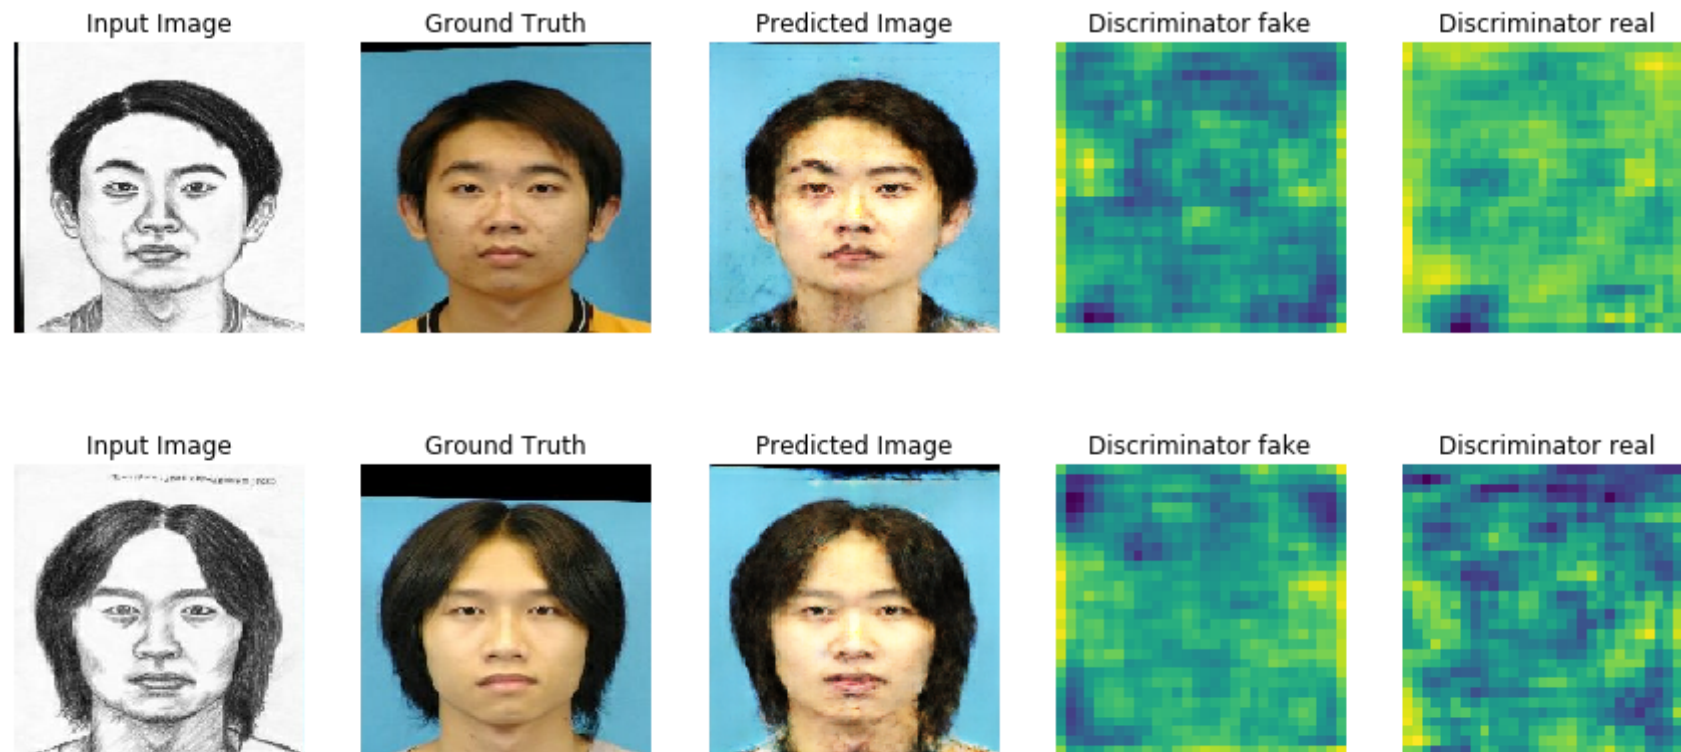 Input Image
Ground Truth
Predicted Image
Discriminator fake
Discriminator real
Input Image
Ground Truth
Predicted Image
Discriminator fake
Discriminator real